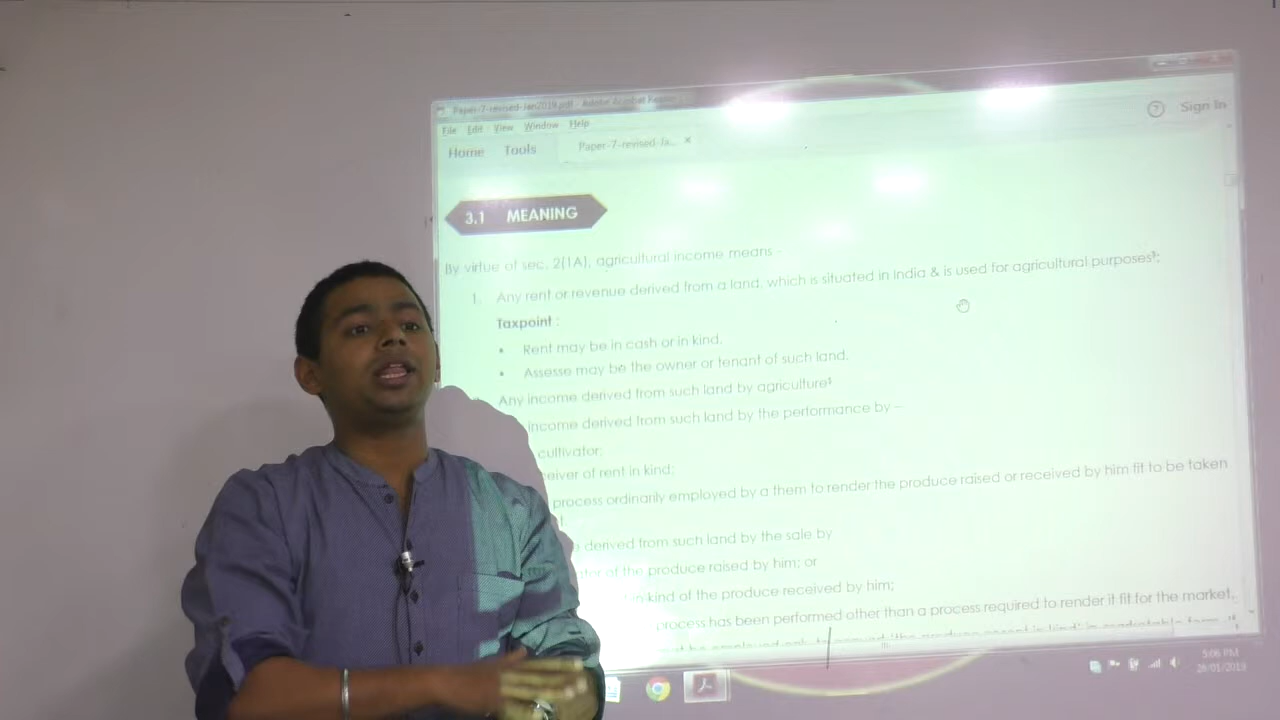 Paper-7-revised-Jan2019.pdf - Adobe Acrobat Reader
File Edit View Window Help
Home Tools Paper-7-revised-Ja... × ? Sign In
3.1 MEANING
By virtue of sec. 2(1A), agricultural income means -
1. Any rent or revenue derived from a land, which is situated in India & is used for agricultural purposes;
Taxpoint :
• Rent may be in cash or in kind.
• Assesse may be the owner or tenant of such land.
Any income derived from such land by agriculture
income derived from such land by the performance by –
cultivator;
eiver of rent in kind;
process ordinarily employed by a them to render the produce raised or received by him fit to be taken
derived from such land by the sale by
of the produce raised by him; or
in kind of the produce received by him;
process has been performed other than a process required to render it fit for the market.
5:06 PM